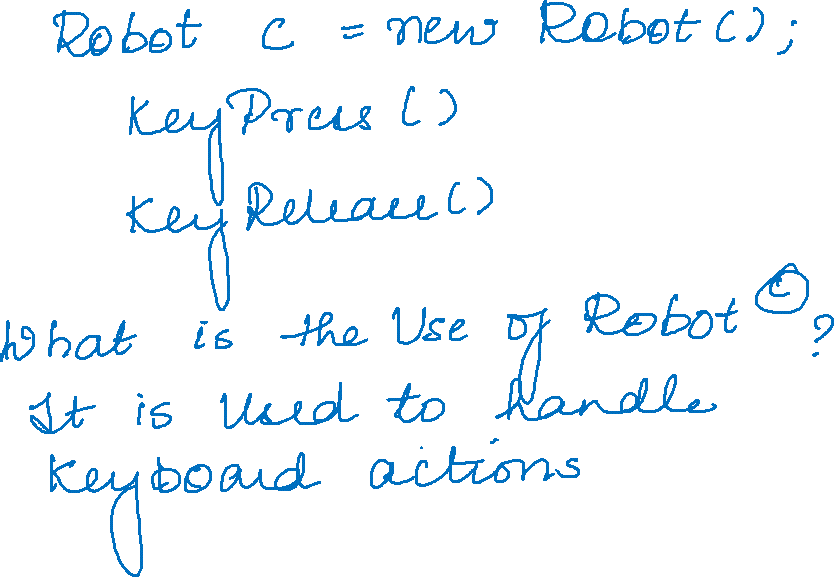 Robot c = new Robot();
KeyPress()
KeyRelease()
What is the Use of Robot ©?
It is Used to handle
Keyboard actions